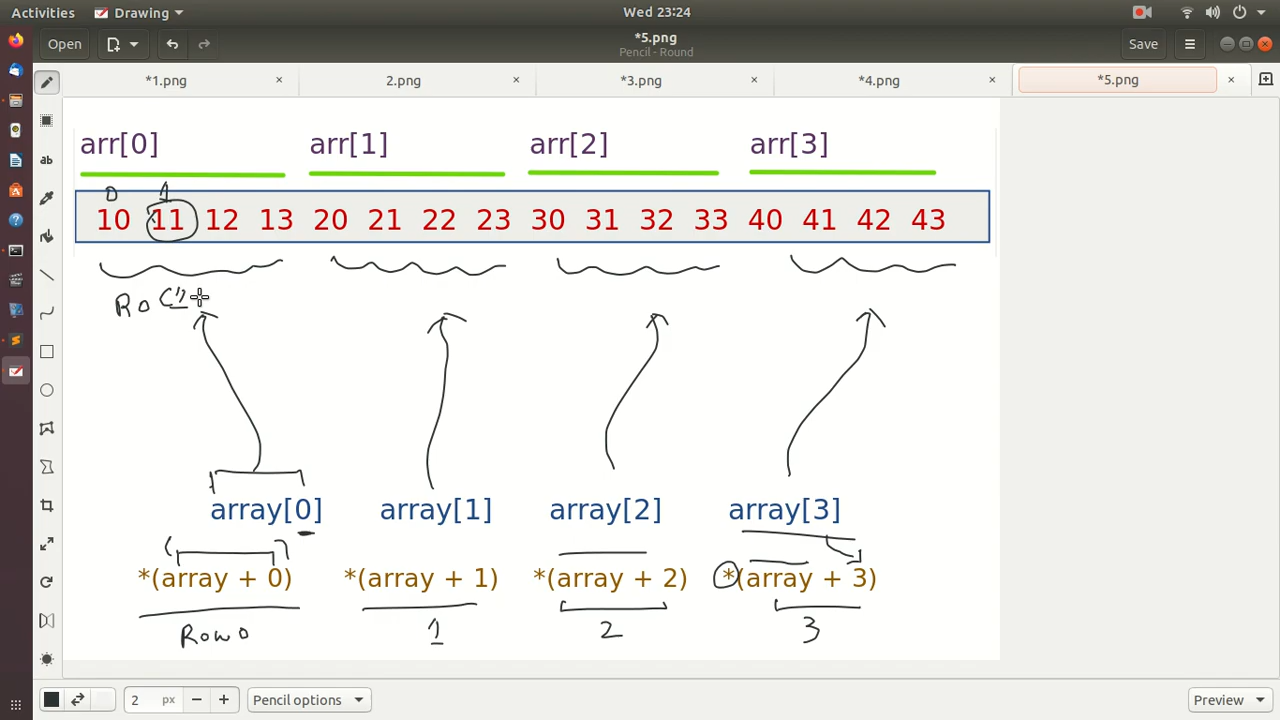 Activities Drawing Wed 23:24
Open *5.png Save
Pencil - Round
*1.png 2.png *3.png *4.png *5.png
arr[0] arr[1] arr[2] arr[3]
0 1
10 11 12 13 20 21 22 23 30 31 32 33 40 41 42 43
R0
array[0] array[1] array[2] array[3]
*(array + 0) *(array + 1) *(array + 2) *(array + 3)
Row 0 1 2 3
2 px Pencil options Preview